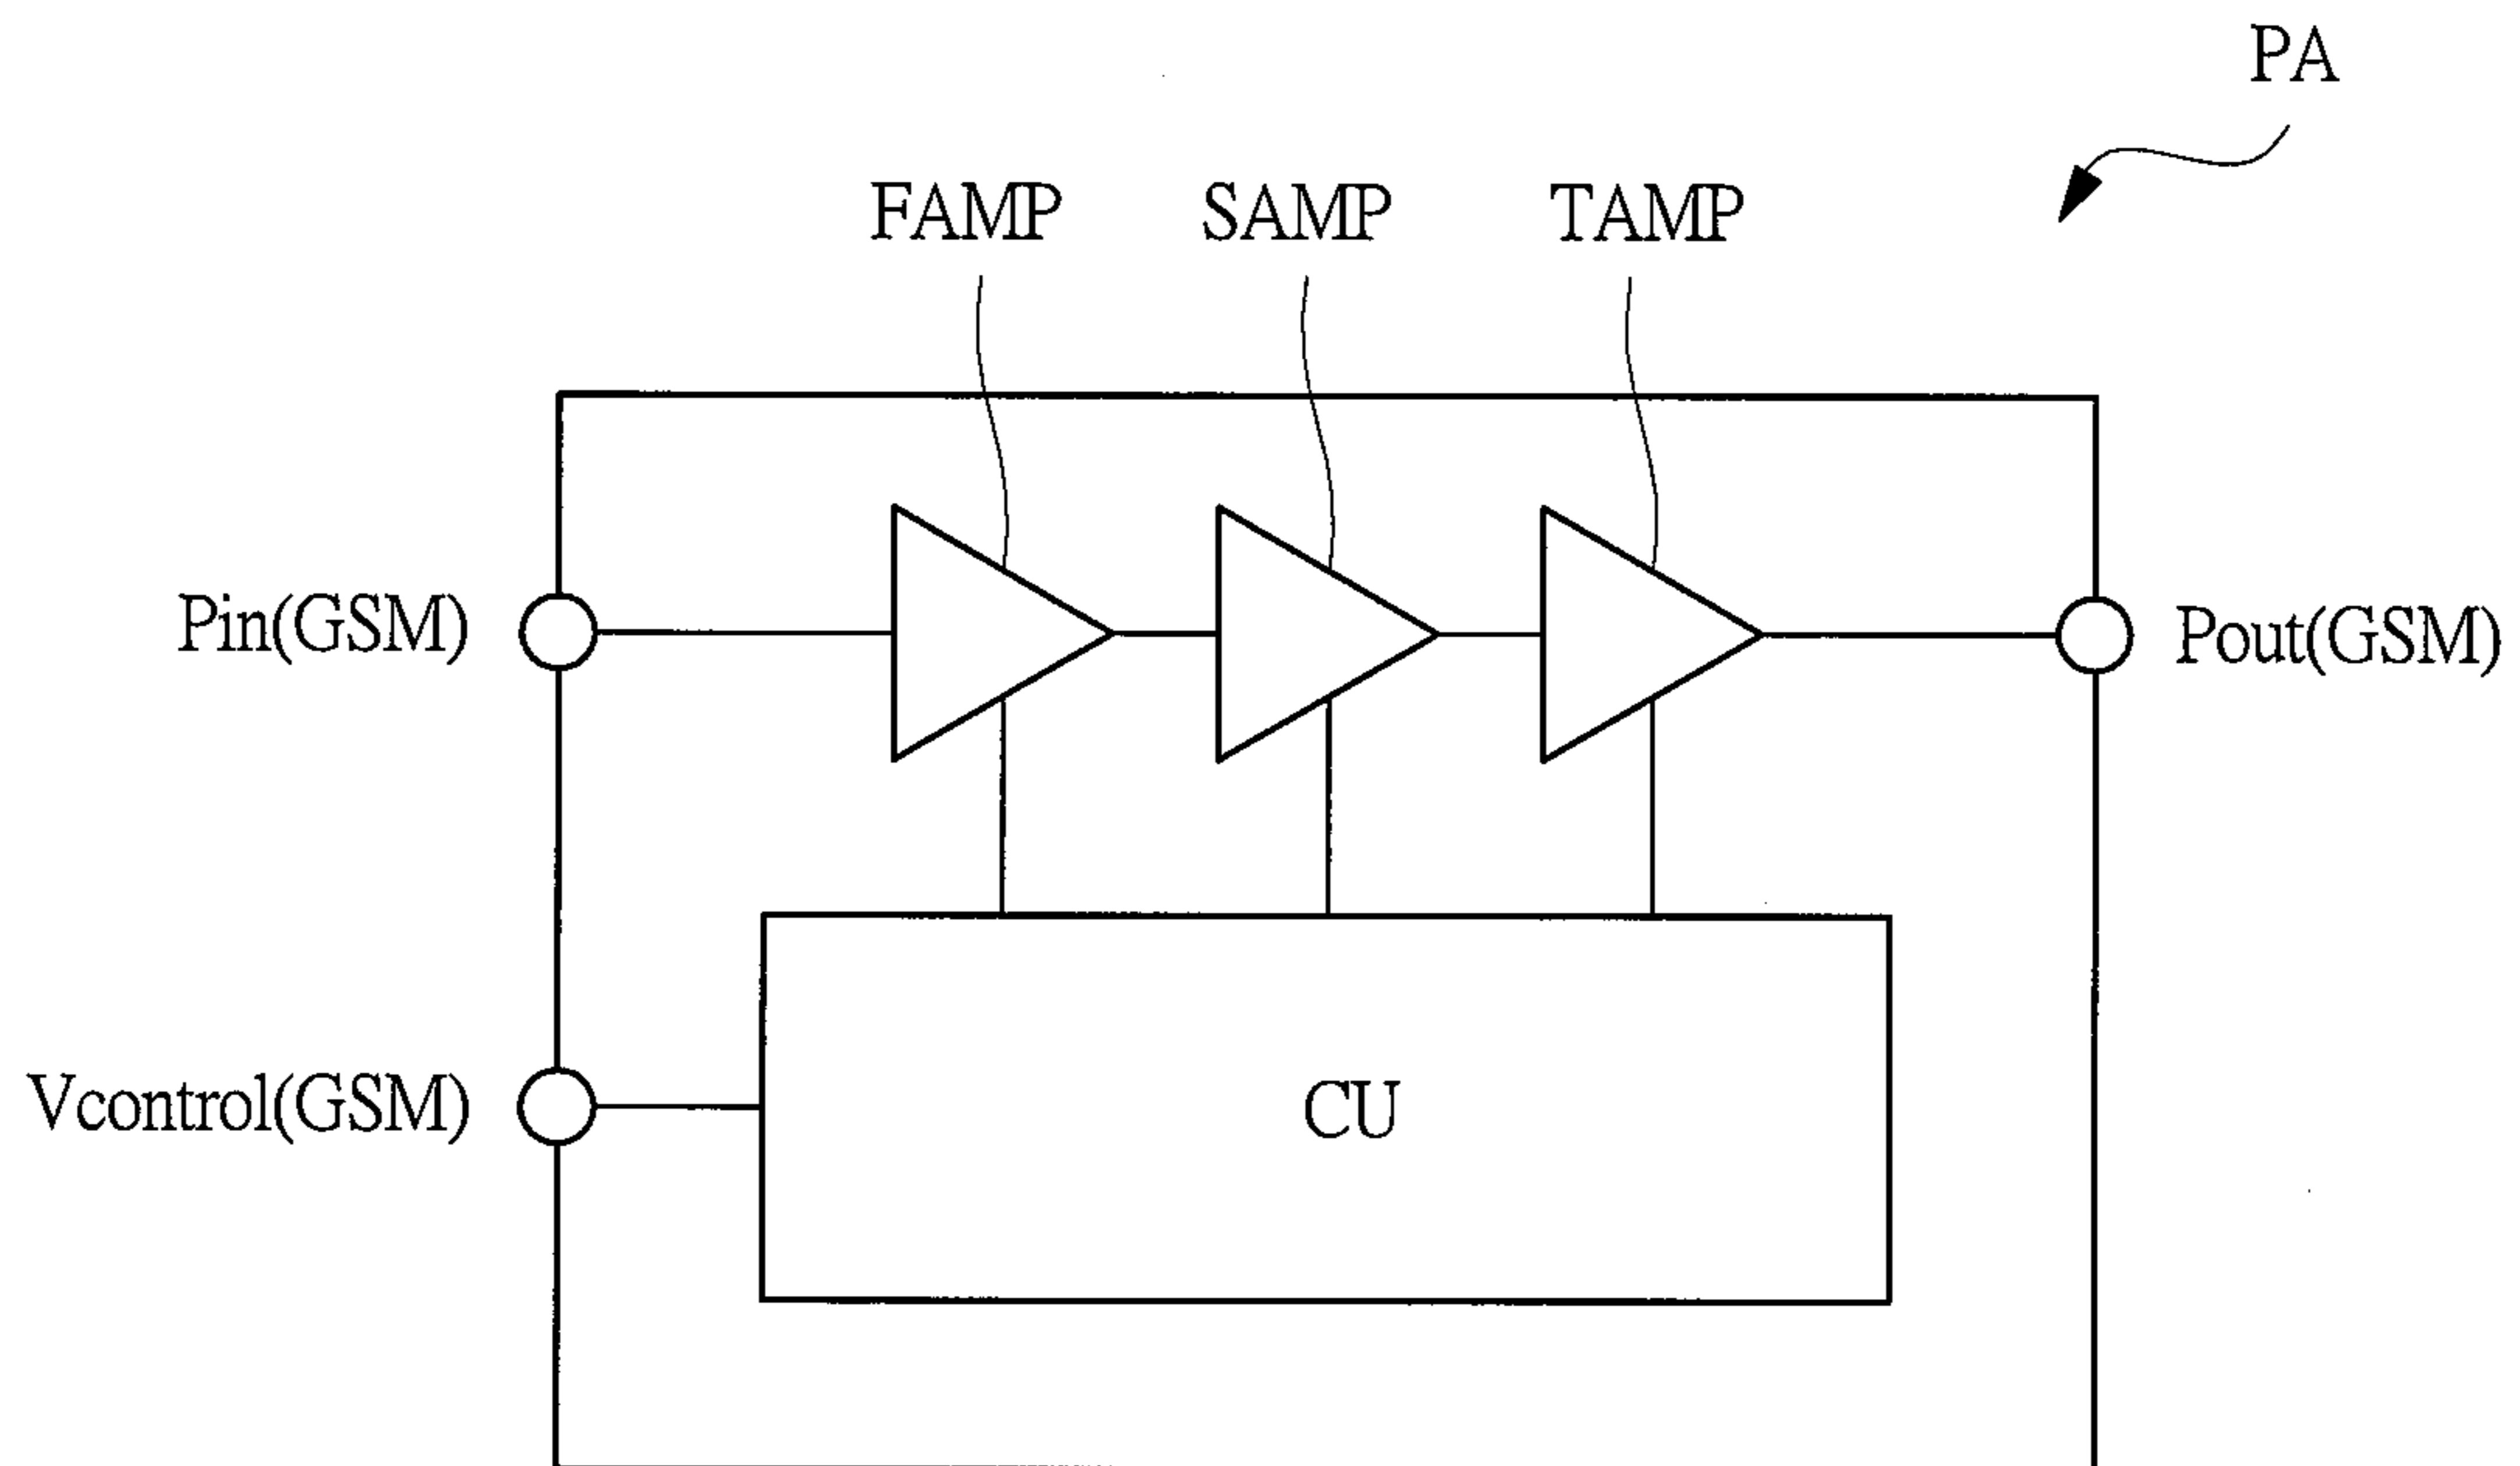 PA
FAMP SAMP TAMP
Pin(GSM) Pout(GSM)
Vcontrol(GSM) CU